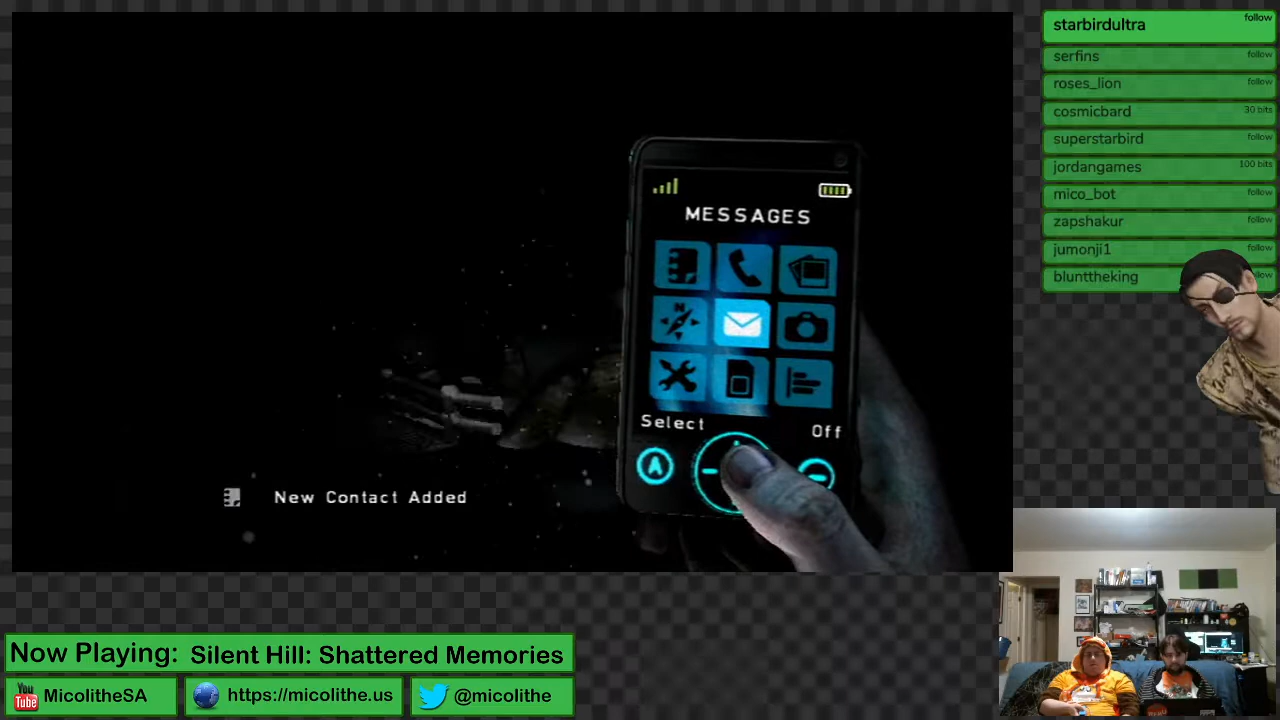 MESSAGES
N
Select
Off
A
New Contact Added
starbirdultra follow
serfins follow
roses_lion follow
cosmicbard 30 bits
superstarbird follow
jordangames 100 bits
mico_bot follow
zapshakur follow
jumonji1 follow
blunttheking
Now Playing: Silent Hill: Shattered Memories
You Tube MicolitheSA
https://micolithe.us
@micolithe